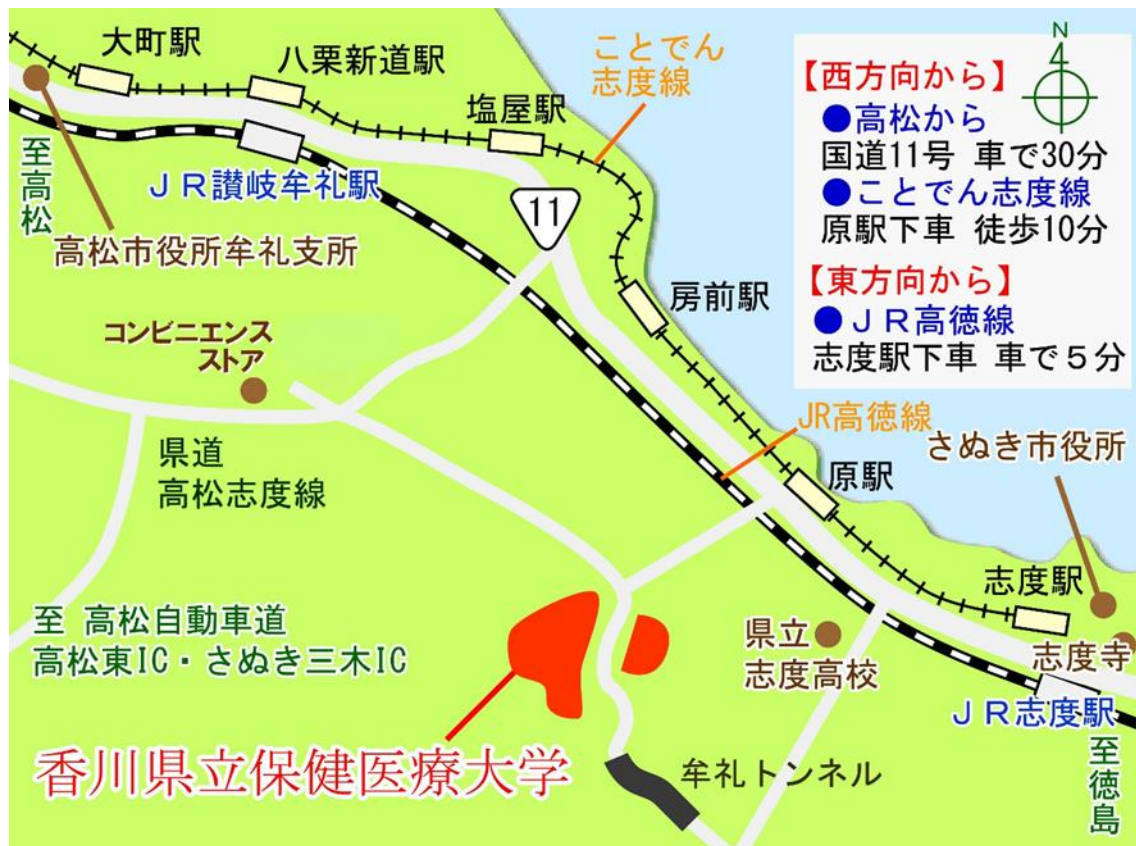 大町駅
八栗新道駅
塩屋駅
ことでん
志度線
N
【西方向から】
●高松から
国道11号 車で30分
●ことでん志度線
原駅下車 徒歩10分
【東方向から】
●ＪＲ高徳線
志度駅下車 車で５分
至高松
ＪＲ讃岐牟礼駅
11
高松市役所牟礼支所
房前駅
コンビニエンス
ストア
JR高徳線
さぬき市役所
県道
高松志度線
原駅
志度駅
至 高松自動車道
高松東IC・さぬき三木IC
県立
志度高校
志度寺
ＪＲ志度駅
香川県立保健医療大学
牟礼トンネル
至徳島